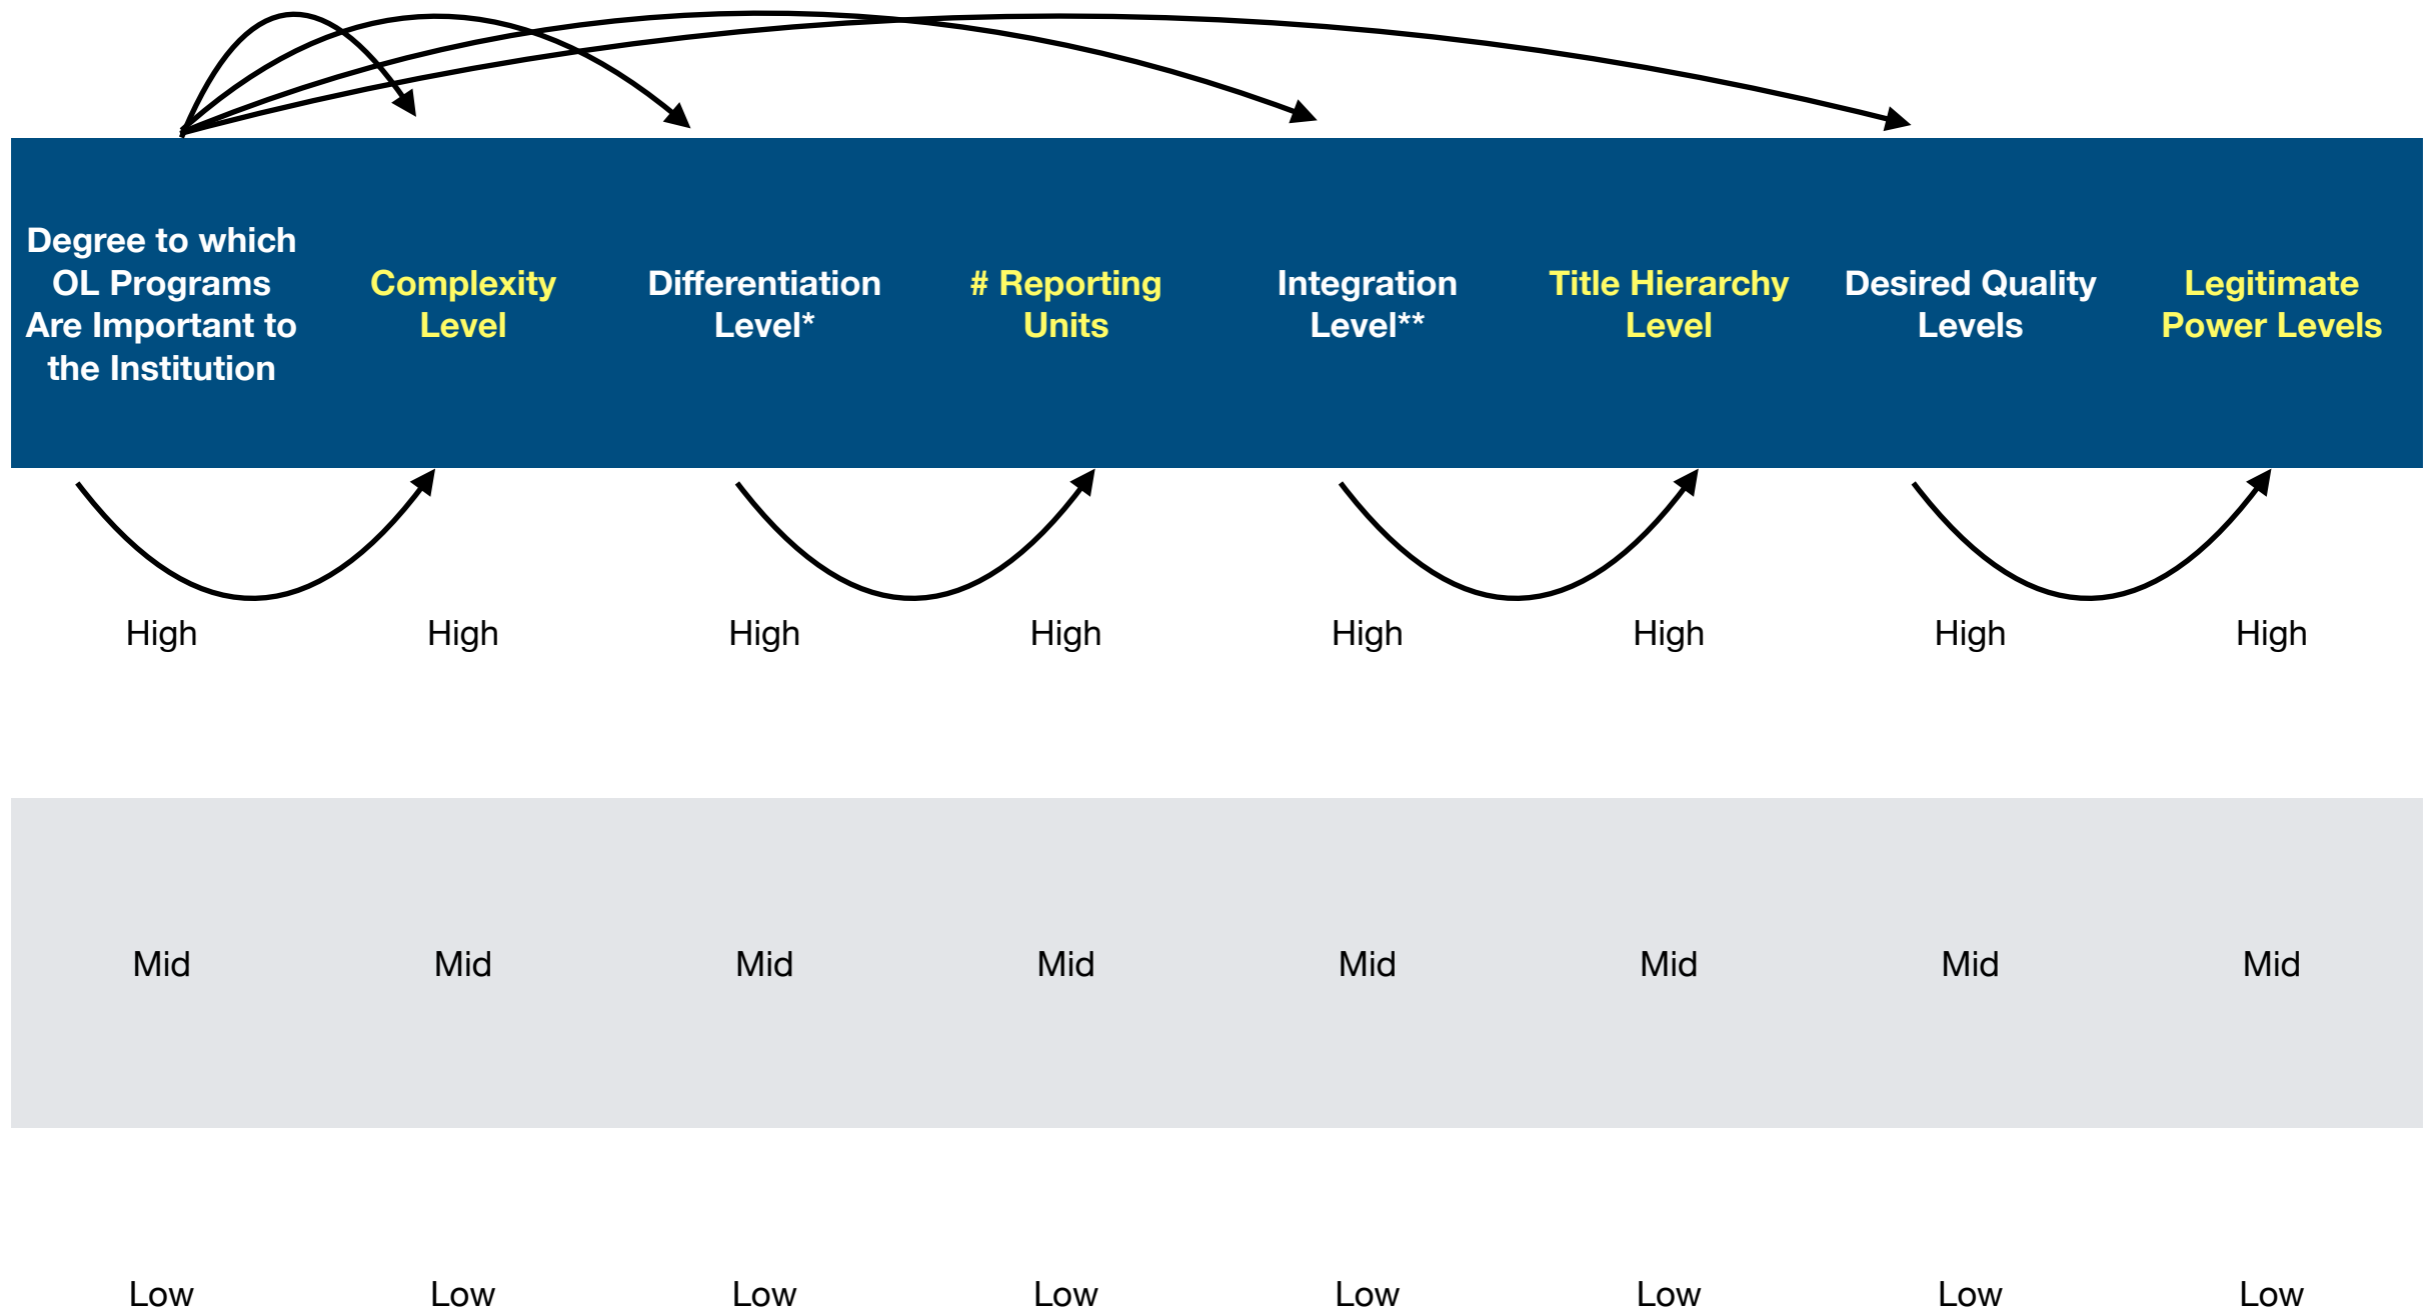 Degree to which
OL Programs
Are Important to
the Institution
Complexity
Level
Differentiation
Level*
# Reporting
Units
Integration
Level**
Title Hierarchy
Level
Desired Quality
Levels
Legitimate
Power Levels
High High High High High High High High
Mid Mid Mid Mid Mid Mid Mid Mid
Low Low Low Low Low Low Low Low